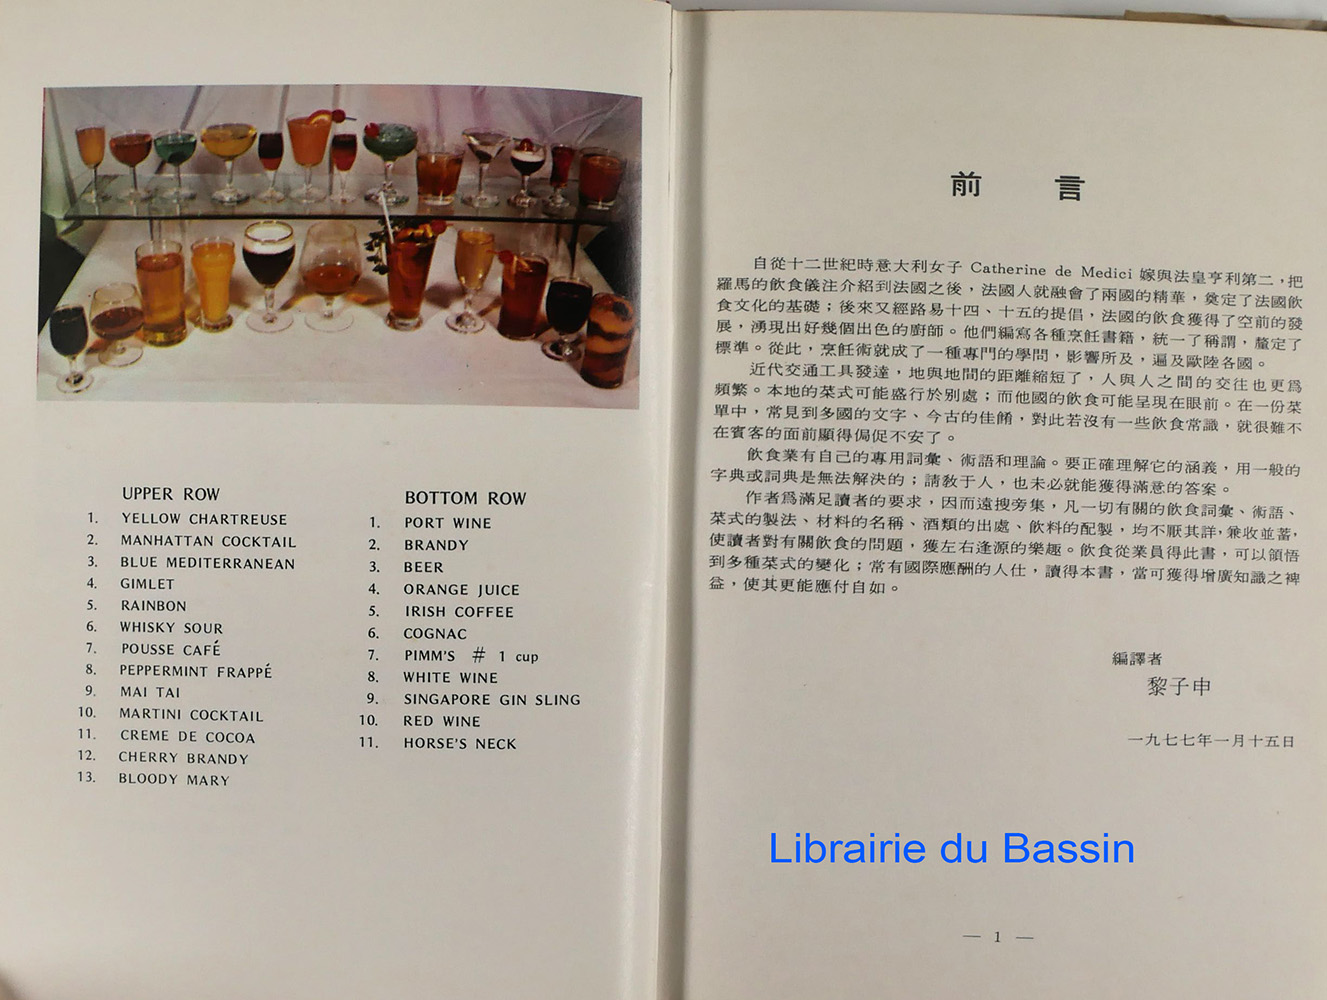 UPPER ROW
1. YELLOW CHARTREUSE
2. MANHATTAN COCKTAIL
3. BLUE MEDITERRANEAN
4. GIMLET
5. RAINBON
6. WHISKY SOUR
7. POUSSE CAFÉ
8. PEPPERMINT FRAPPÉ
9. MAI TAI
10. MARTINI COCKTAIL
11. CREME DE COCOA
12. CHERRY BRANDY
13. BLOODY MARY
BOTTOM ROW
1. PORT WINE
2. BRANDY
3. BEER
4. ORANGE JUICE
5. IRISH COFFEE
6. COGNAC
7. PIMM'S # 1 cup
8. WHITE WINE
9. SINGAPORE GIN SLING
10. RED WINE
11. HORSE'S NECK
前 言
自從十二世紀時意大利女子 Catherine de Medici 嫁與法皇亨利第二，把
羅馬的飲食儀注介紹到法國之後，法國人就融會了兩國的精華，奠定了法國飲
食文化的基礎；後來又經路易十四、十五的提倡，法國的飲食獲得了空前的發
展，湧現出好幾個出色的廚師。他們編寫各種烹飪書籍，統一了稱謂，釐定了
標準。從此，烹飪術就成了一種專門的學問，影響所及，遍及歐陸各國。
近代交通工具發達，地與地間的距離縮短了，人與人之間的交往也更爲
頻繁。本地的菜式可能盛行於別處；而他國的飲食可能呈現在眼前。在一份菜
單中，常見到多國的文字、今古的佳餚，對此若沒有一些飲食常識，就很難不
在賓客的面前顯得侷促不安了。
飲食業有自己的專用詞彙、術語和理論。要正確理解它的涵義，用一般的
字典或詞典是無法解決的；請教于人，也未必就能獲得滿意的答案。
作者爲滿足讀者的要求，因而遠搜旁集，凡一切有關的飲食詞彙、術語、
菜式的製法、材料的名稱、酒類的出處、飲料的配製，均不厭其詳，兼收並蓄，
使讀者對有關飲食的問題，獲左右逢源的樂趣。飲食從業員得此書，可以領悟
到多種菜式的變化；常有國際應酬的人仕，讀得本書，當可獲得增廣知識之裨
益，使其更能應付自如。
編譯者
黎子申
一九七七年一月十五日
Librairie du Bassin
— 1 —